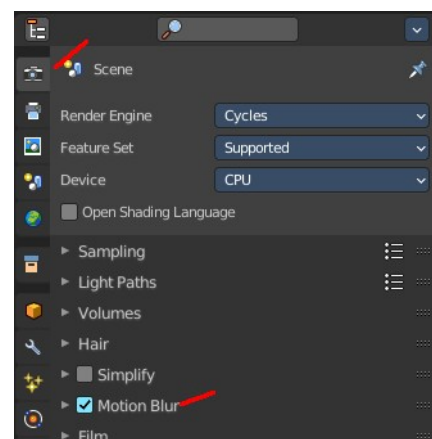 Scene
Render Engine Cycles
Feature Set Supported
Device CPU
Open Shading Language
Sampling
Light Paths
Volumes
Hair
Simplify
Motion Blur
Film